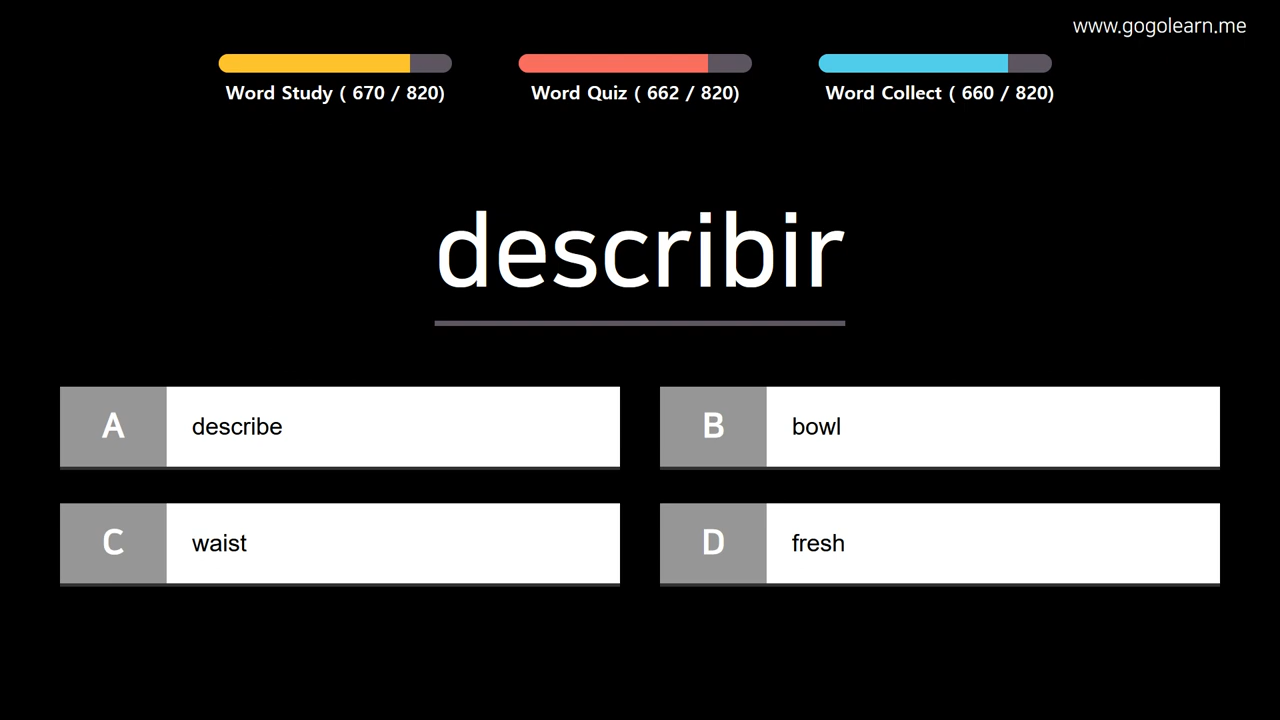 www.gogolearn.me
Word Study ( 670 / 820)
Word Quiz ( 662 / 820)
Word Collect ( 660 / 820)
describir
A describe
B bowl
C waist
D fresh